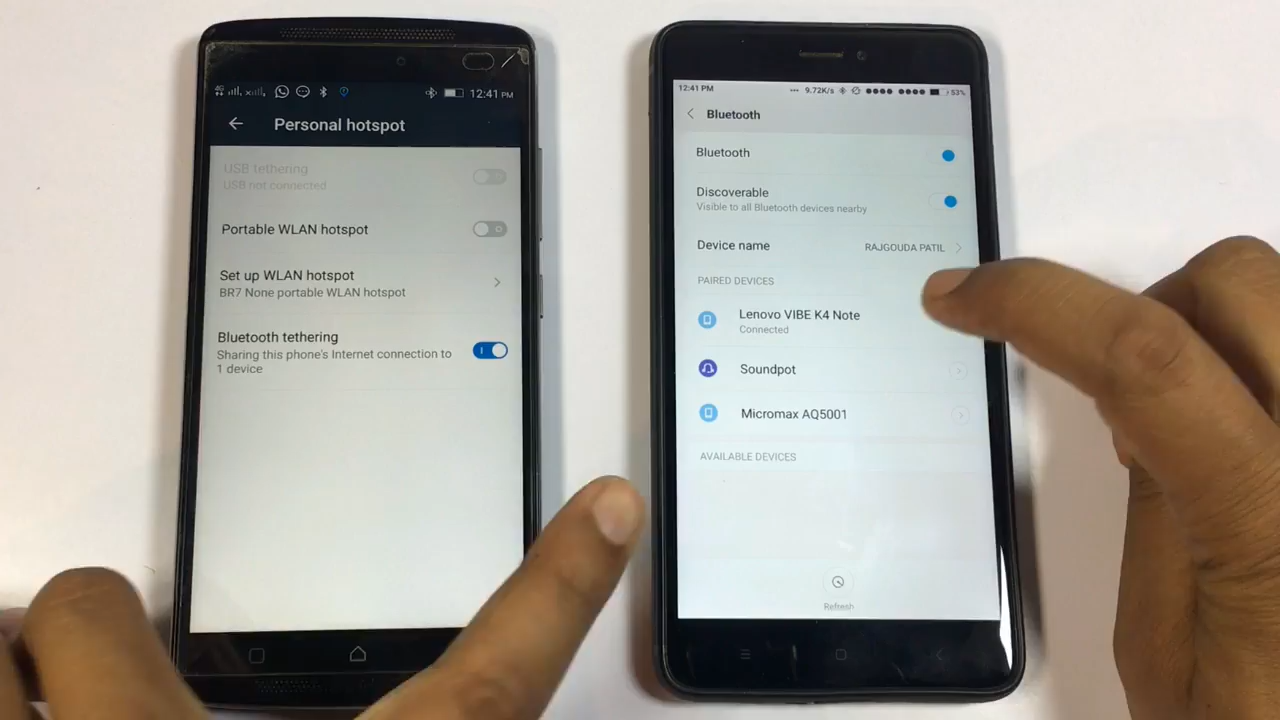 4G
12:41 PM
Personal hotspot
USB tethering
USB not connected
Portable WLAN hotspot
Set up WLAN hotspot
BR7 None portable WLAN hotspot
Bluetooth tethering
Sharing this phone's Internet connection to
1 device
12:41 PM
... 9.72K/s
53%
Bluetooth
Bluetooth
Discoverable
Visible to all Bluetooth devices nearby
Device name
RAJGOUDA PATIL
PAIRED DEVICES
Lenovo VIBE K4 Note
Connected
Soundpot
Micromax AQ5001
AVAILABLE DEVICES
Refresh